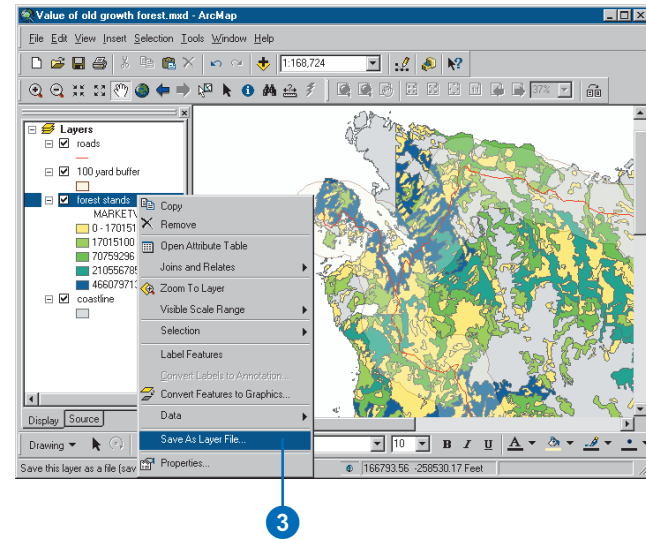 Value of old growth forest.mxd - ArcMap
File Edit View Insert Selection Tools Window Help
1:168,724
37%
Layers
roads
100 yard buffer
forest stands
MARKETV
0 - 170151
17015100
70759296
210556785
466079713
coastline
Copy
Remove
Open Attribute Table
Joins and Relates
Zoom To Layer
Visible Scale Range
Selection
Label Features
Convert Labels to Annotation...
Convert Features to Graphics...
Data
Save As Layer File...
Properties...
Display Source
Drawing
10 B I U A
Save this layer as a file (sav
166793.56 -258530.17 Feet
3